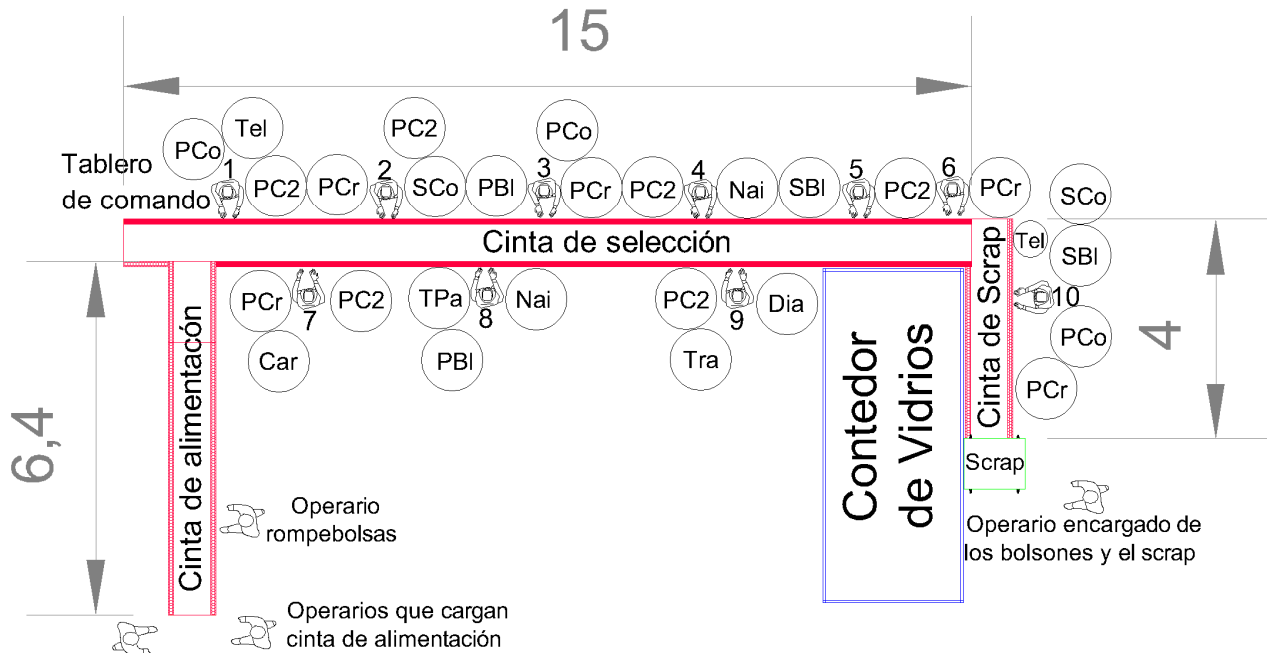 15
Tel
PC2
PCo
PCo
Tablero
de comando
1
PC2
PCr
2
SCo
PBl
3
PCr
PC2
4
Nai
SBl
5
PC2
6
PCr
SCo
Cinta de selección
Tel
SBl
PCr
7
PC2
TPa
8
Nai
PC2
9
Dia
10
Car
PBl
Tra
PCo
PCr
4
6,4
Cinta de alimentacón
Contedor
de Vidrios
Cinta de Scrap
Scrap
Operario
rompebolsas
Operario encargado de
los bolsones y el scrap
Operarios que cargan
cinta de alimentación